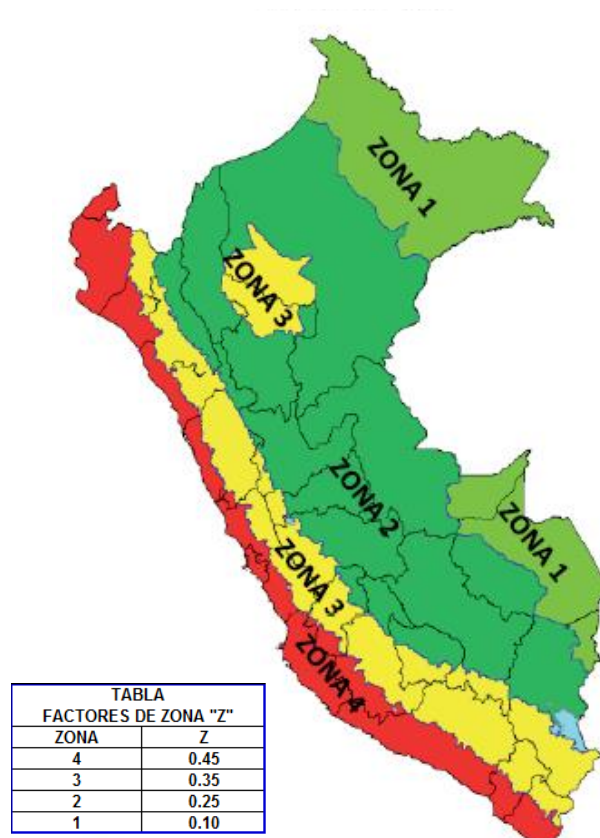 ZONA 1
ZONA 3
ZONA 2
ZONA 1
ZONA 3
ZONA 4
TABLA
FACTORES DE ZONA "Z"
ZONA Z
4 0.45
3 0.35
2 0.25
1 0.10